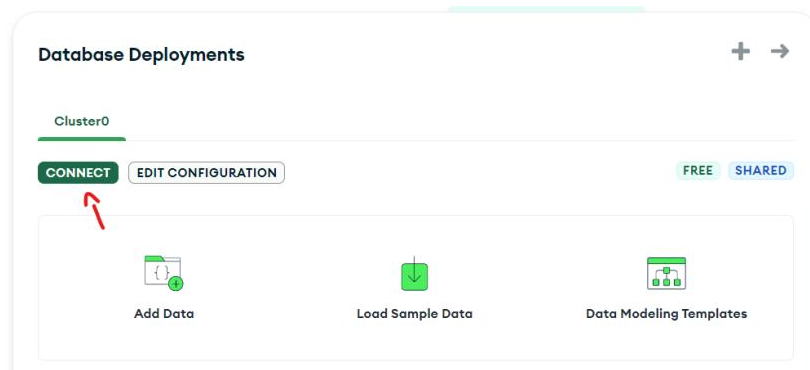 Database Deployments
Cluster0
CONNECT EDIT CONFIGURATION FREE SHARED
{ }
Add Data Load Sample Data Data Modeling Templates